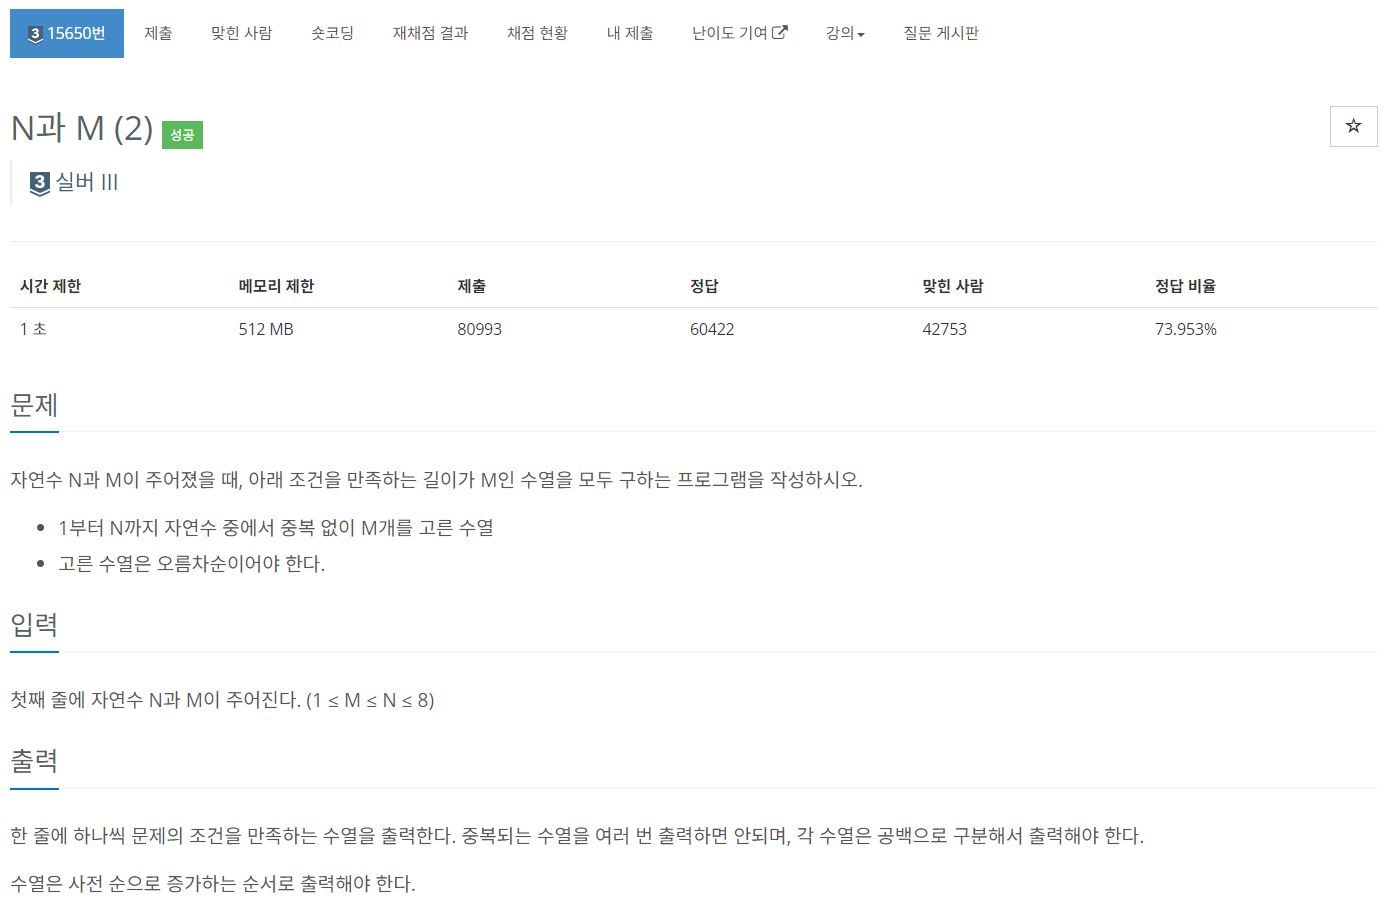 3 15650번 제출 맞힌 사람 숏코딩 재채점 결과 채점 현황 내 제출 난이도 기여 강의 질문 게시판
N과 M (2) 성공
3 실버 III
시간 제한 메모리 제한 제출 정답 맞힌 사람 정답 비율
1 초 512 MB 80993 60422 42753 73.953%
문제
자연수 N과 M이 주어졌을 때, 아래 조건을 만족하는 길이가 M인 수열을 모두 구하는 프로그램을 작성하시오.
• 1부터 N까지 자연수 중에서 중복 없이 M개를 고른 수열
• 고른 수열은 오름차순이어야 한다.
입력
첫째 줄에 자연수 N과 M이 주어진다. (1 ≤ M ≤ N ≤ 8)
출력
한 줄에 하나씩 문제의 조건을 만족하는 수열을 출력한다. 중복되는 수열을 여러 번 출력하면 안되며, 각 수열은 공백으로 구분해서 출력해야 한다.
수열은 사전 순으로 증가하는 순서로 출력해야 한다.